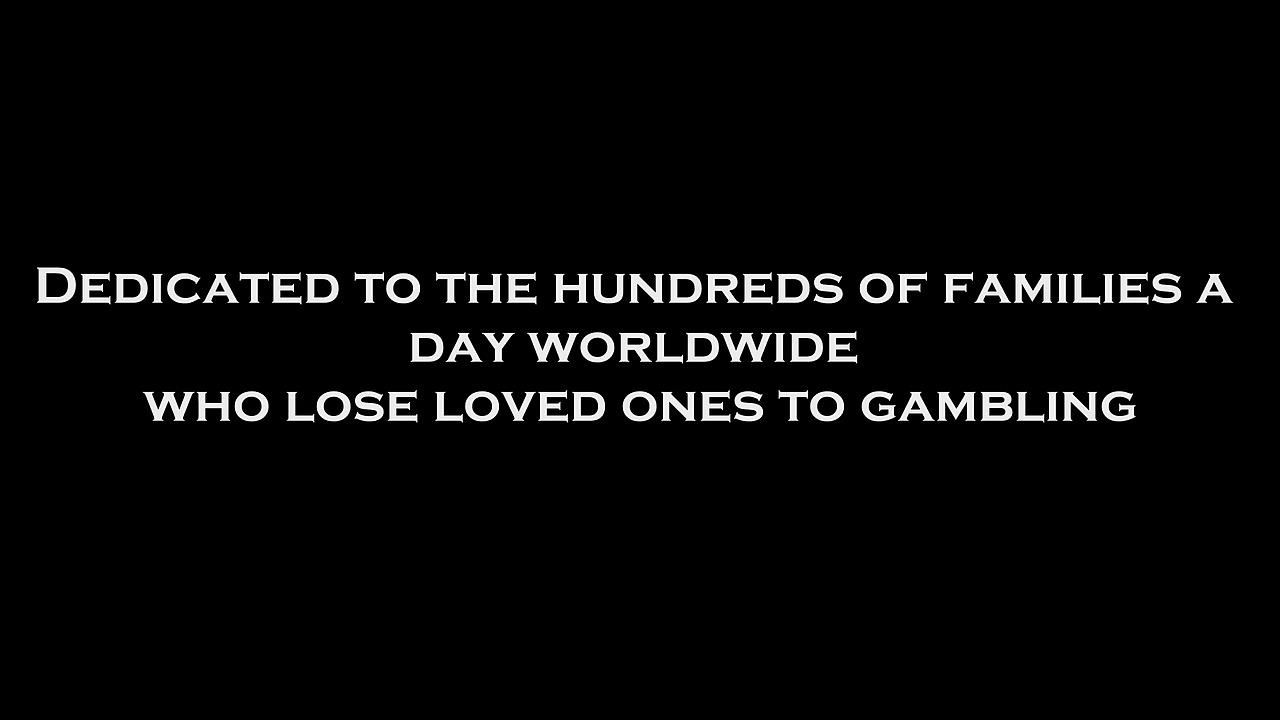 Dedicated to the hundreds of families a
day worldwide
who lose loved ones to gambling